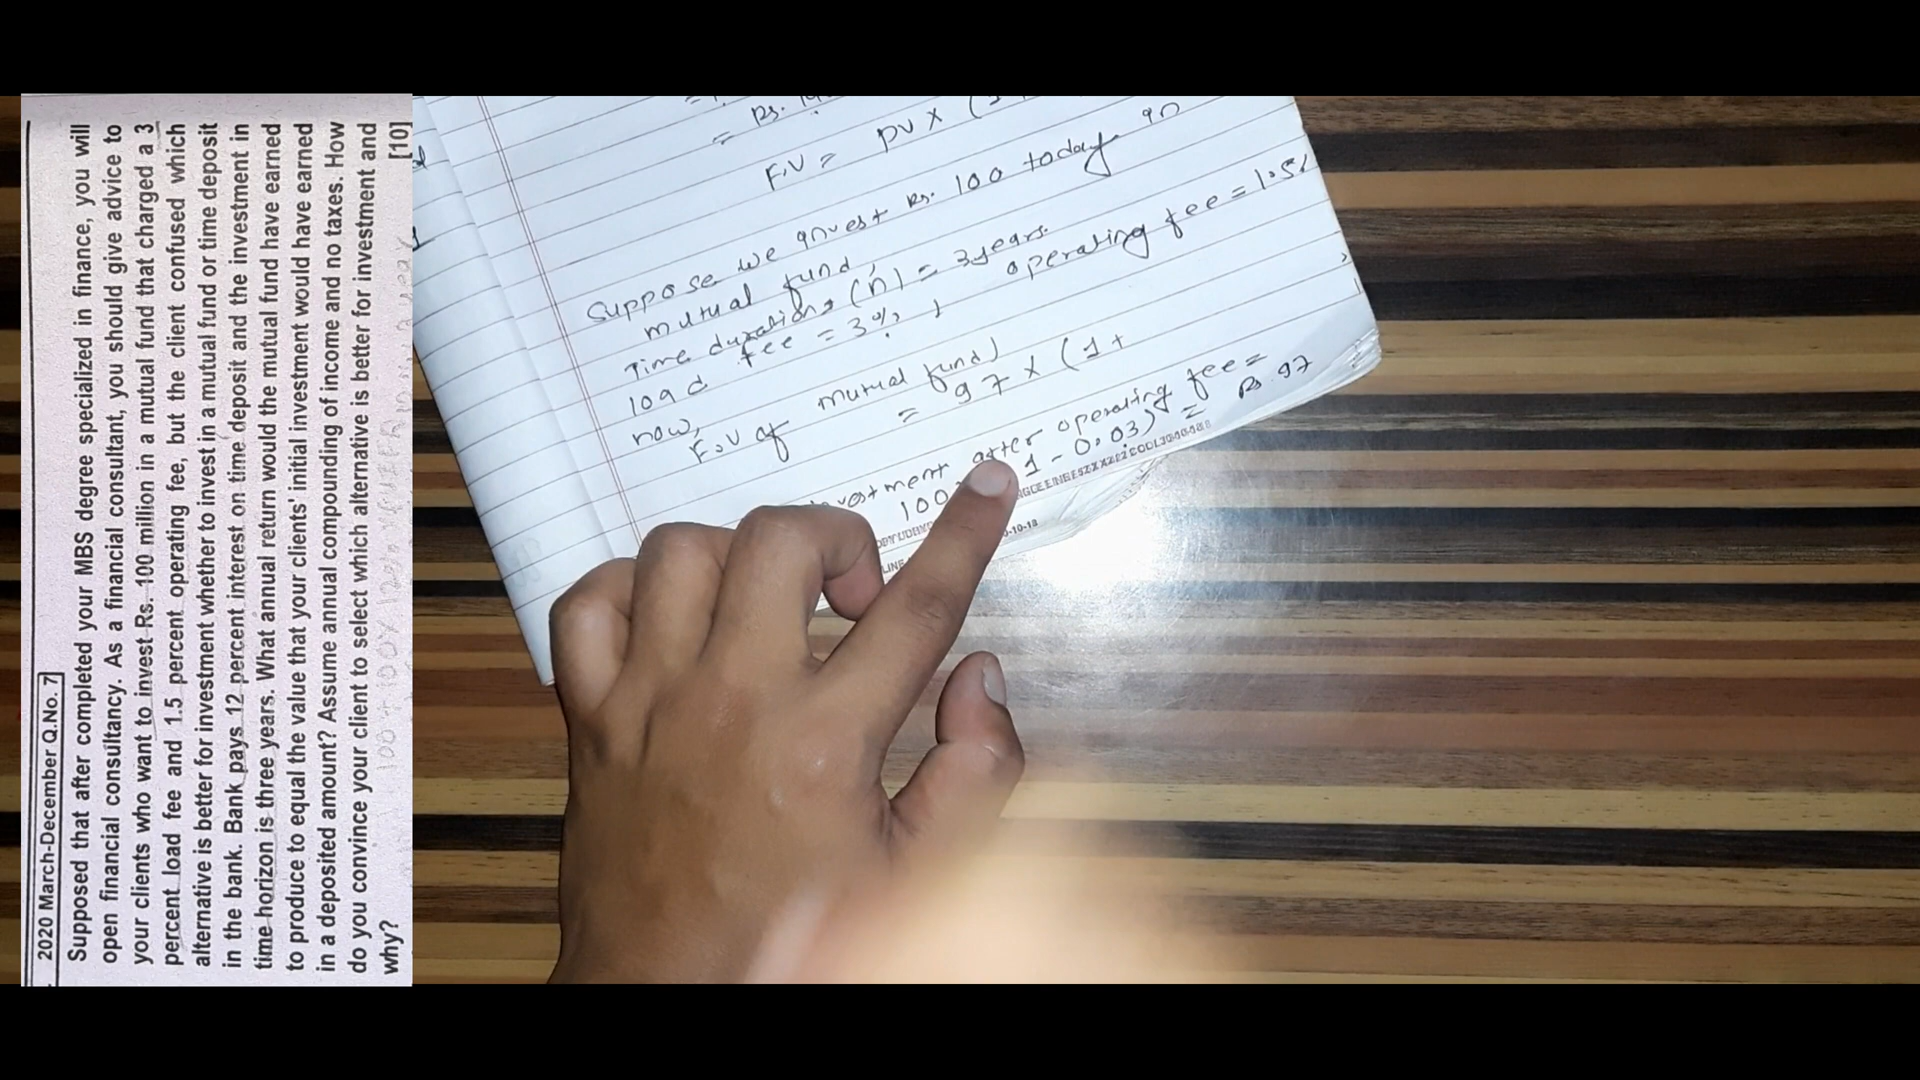 2020 March-December Q.No. 7
Supposed that after completed your MBS degree specialized in finance, you will
open financial consultancy. As a financial consultant, you should give advice to
your clients who want to invest Rs. 100 million in a mutual fund that charged a 3
percent load fee and 1.5 percent operating fee, but the client confused which
alternative is better for investment whether to invest in a mutual fund or time deposit
in the bank. Bank pays 12 percent interest on time deposit and the investment in
time horizon is three years. What annual return would the mutual fund have earned
to produce to equal the value that your clients' initial investment would have earned
in a deposited amount? Assume annual compounding of income and no taxes. How
do you convince your client to select which alternative is better for investment and
why? [10]
= Rs.
F.V = PV X (1
Suppose we invest Rs. 100 today in
mutual fund,
Time duration, (n) = 3 years.
load fee = 3%, operating fee = 1.5%
now,
F.V of mutual fund)
= 97 X (1 +
investment after operating fee =
100 1 - 0.03) = Rs 97